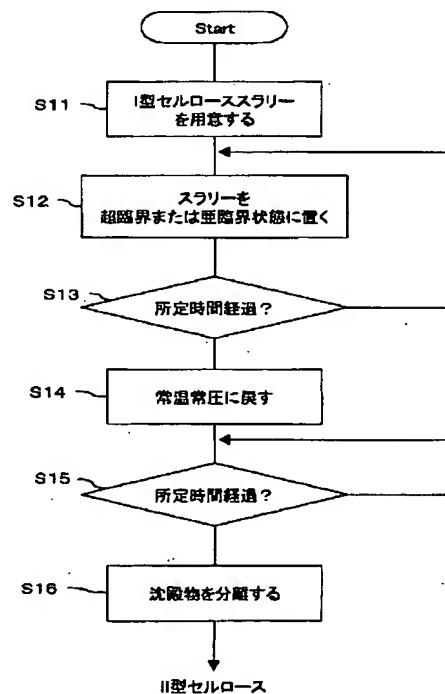 Start
S11
I型セルローススラリー
を用意する
S12
スラリーを
超臨界または亜臨界状態に置く
S13
所定時間経過?
S14
常温常圧に戻す
S15
所定時間経過?
S16
沈殿物を分離する
II型セルロース